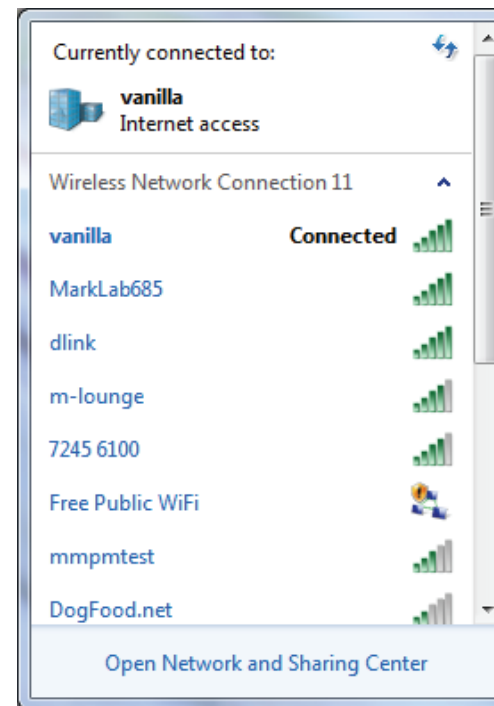 Currently connected to:
vanilla
Internet access
Wireless Network Connection 11
vanilla Connected
MarkLab685
dlink
m-lounge
7245 6100
Free Public WiFi
mmpmtest
DogFood.net
Open Network and Sharing Center